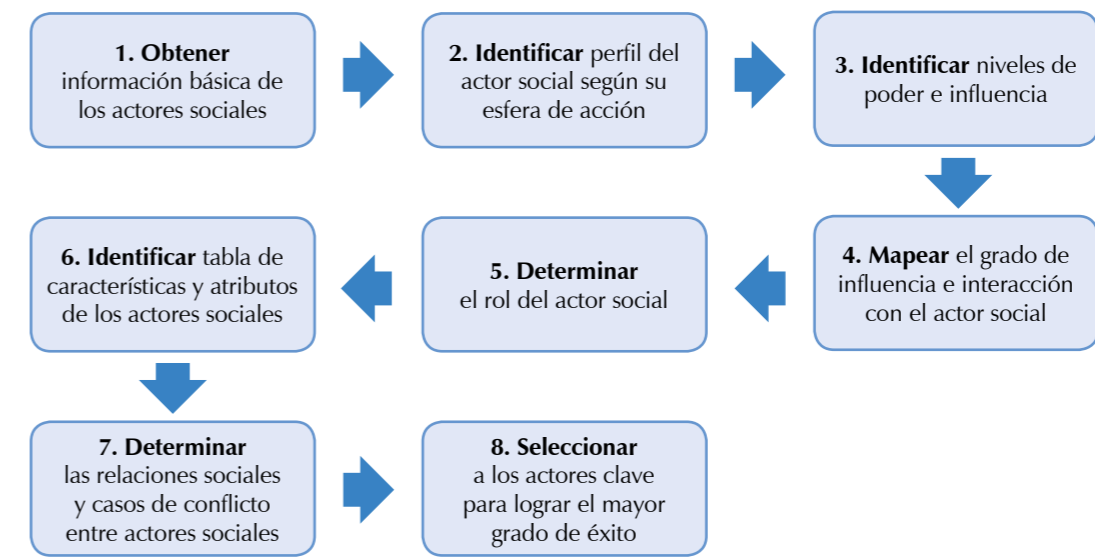 1. Obtener
información básica de
los actores sociales
2. Identificar perfil del
actor social según su
esfera de acción
3. Identificar niveles de
poder e influencia
4. Mapear el grado de
influencia e interacción
con el actor social
5. Determinar
el rol del actor social
6. Identificar tabla de
características y atributos
de los actores sociales
7. Determinar
las relaciones sociales
y casos de conflicto
entre actores sociales
8. Seleccionar
a los actores clave
para lograr el mayor
grado de éxito